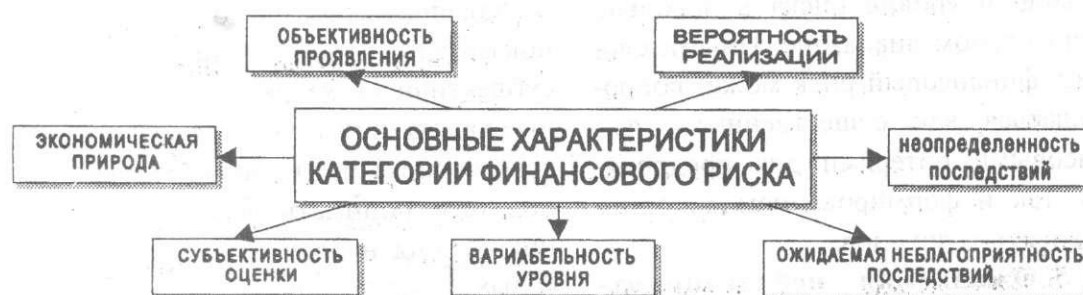 ОБЪЕКТИВНОСТЬ
ПРОЯВЛЕНИЯ
ВЕРОЯТНОСТЬ
РЕАЛИЗАЦИИ
ЭКОНОМИЧЕСКАЯ
ПРИРОДА
ОСНОВНЫЕ ХАРАКТЕРИСТИКИ
КАТЕГОРИИ ФИНАНСОВОГО РИСКА
неопределенность
последствий
СУБЪЕКТИВНОСТЬ
ОЦЕНКИ
ВАРИАБЕЛЬНОСТЬ
УРОВНЯ
ОЖИДАЕМАЯ НЕБЛАГОПРИЯТНОСТЬ
ПОСЛЕДСТВИЙ